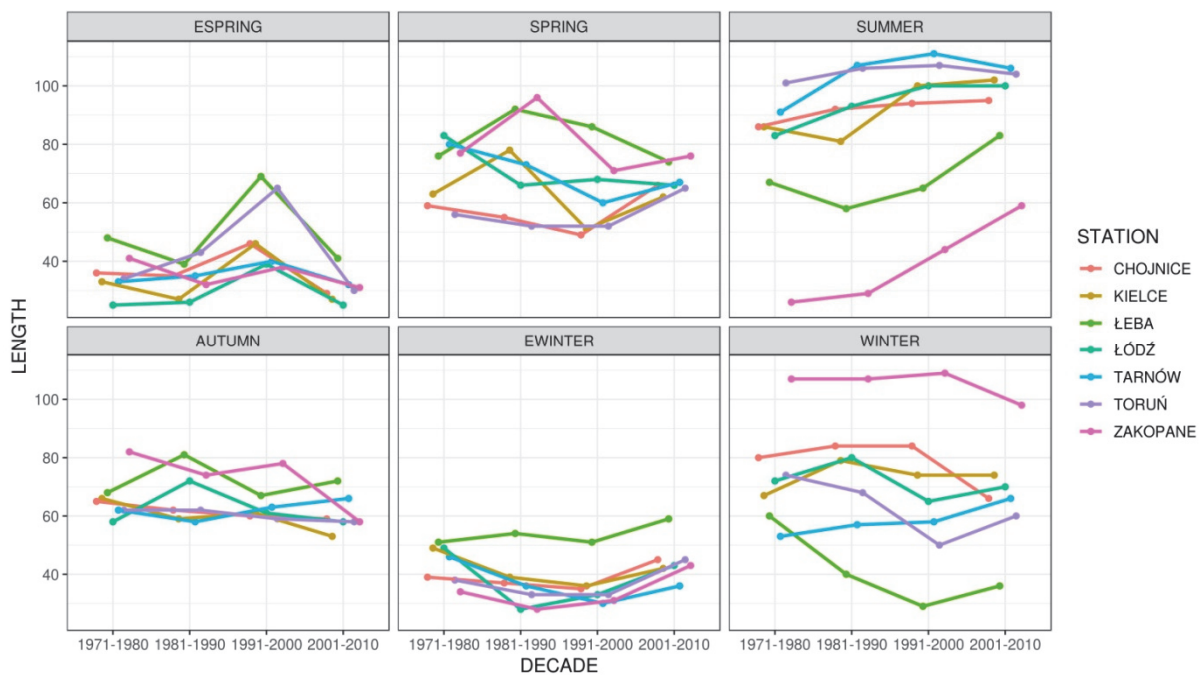 ESPRING SPRING SUMMER
100
80
60
40
LENGTH
STATION
CHOJNICE
KIELCE
ŁEBA
ŁÓDŹ
TARNÓW
TORUŃ
ZAKOPANE
AUTUMN EWINTER WINTER
100
80
60
40
1971-1980 1981-1990 1991-2000 2001-2010 1971-1980 1981-1990 1991-2000 2001-2010 1971-1980 1981-1990 1991-2000 2001-2010
DECADE